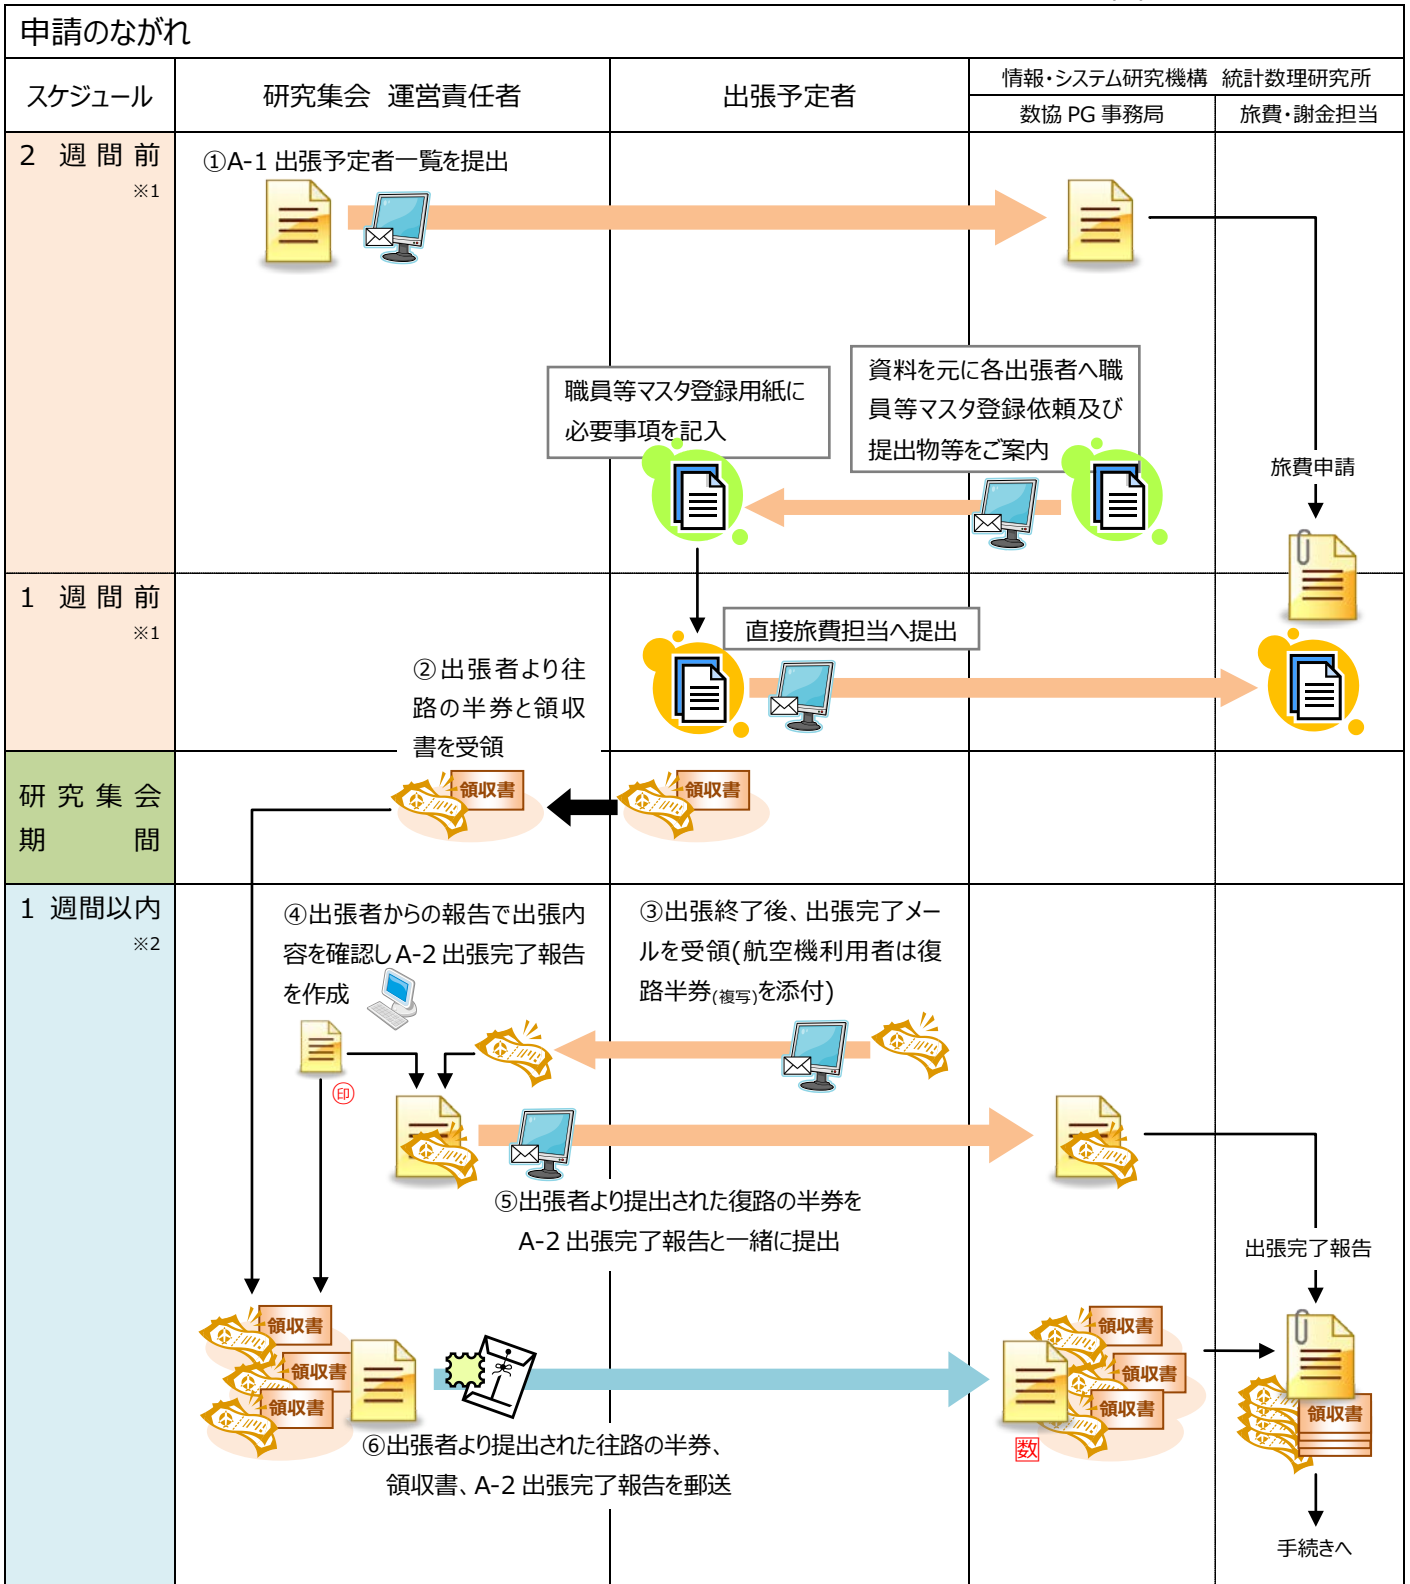 申請のながれ
スケジュール
研究集会 運営責任者
出張予定者
情報・システム研究機構 統計数理研究所
数協 PG 事務局
旅費・謝金担当
2 週間前
※1
①A-1 出張予定者一覧を提出
職員等マスタ登録用紙に
必要事項を記入
資料を元に各出張者へ職
員等マスタ登録依頼及び
提出物等をご案内
旅費申請
1 週間前
※1
直接旅費担当へ提出
②出張者より往
路の半券と領収
書を受領
研究集会
期間
領収書
領収書
1 週間以内
※2
④出張者からの報告で出張内
容を確認し A-2 出張完了報告
を作成
③出張終了後、出張完了メー
ルを受領(航空機利用者は復
路半券(複写)を添付)
印
⑤出張者より提出された復路の半券を
A-2 出張完了報告と一緒に提出
出張完了報告
領収書
領収書
領収書
領収書
領収書
領収書
領収書
数
⑥出張者より提出された往路の半券、
領収書、A-2 出張完了報告を郵送
手続きへ